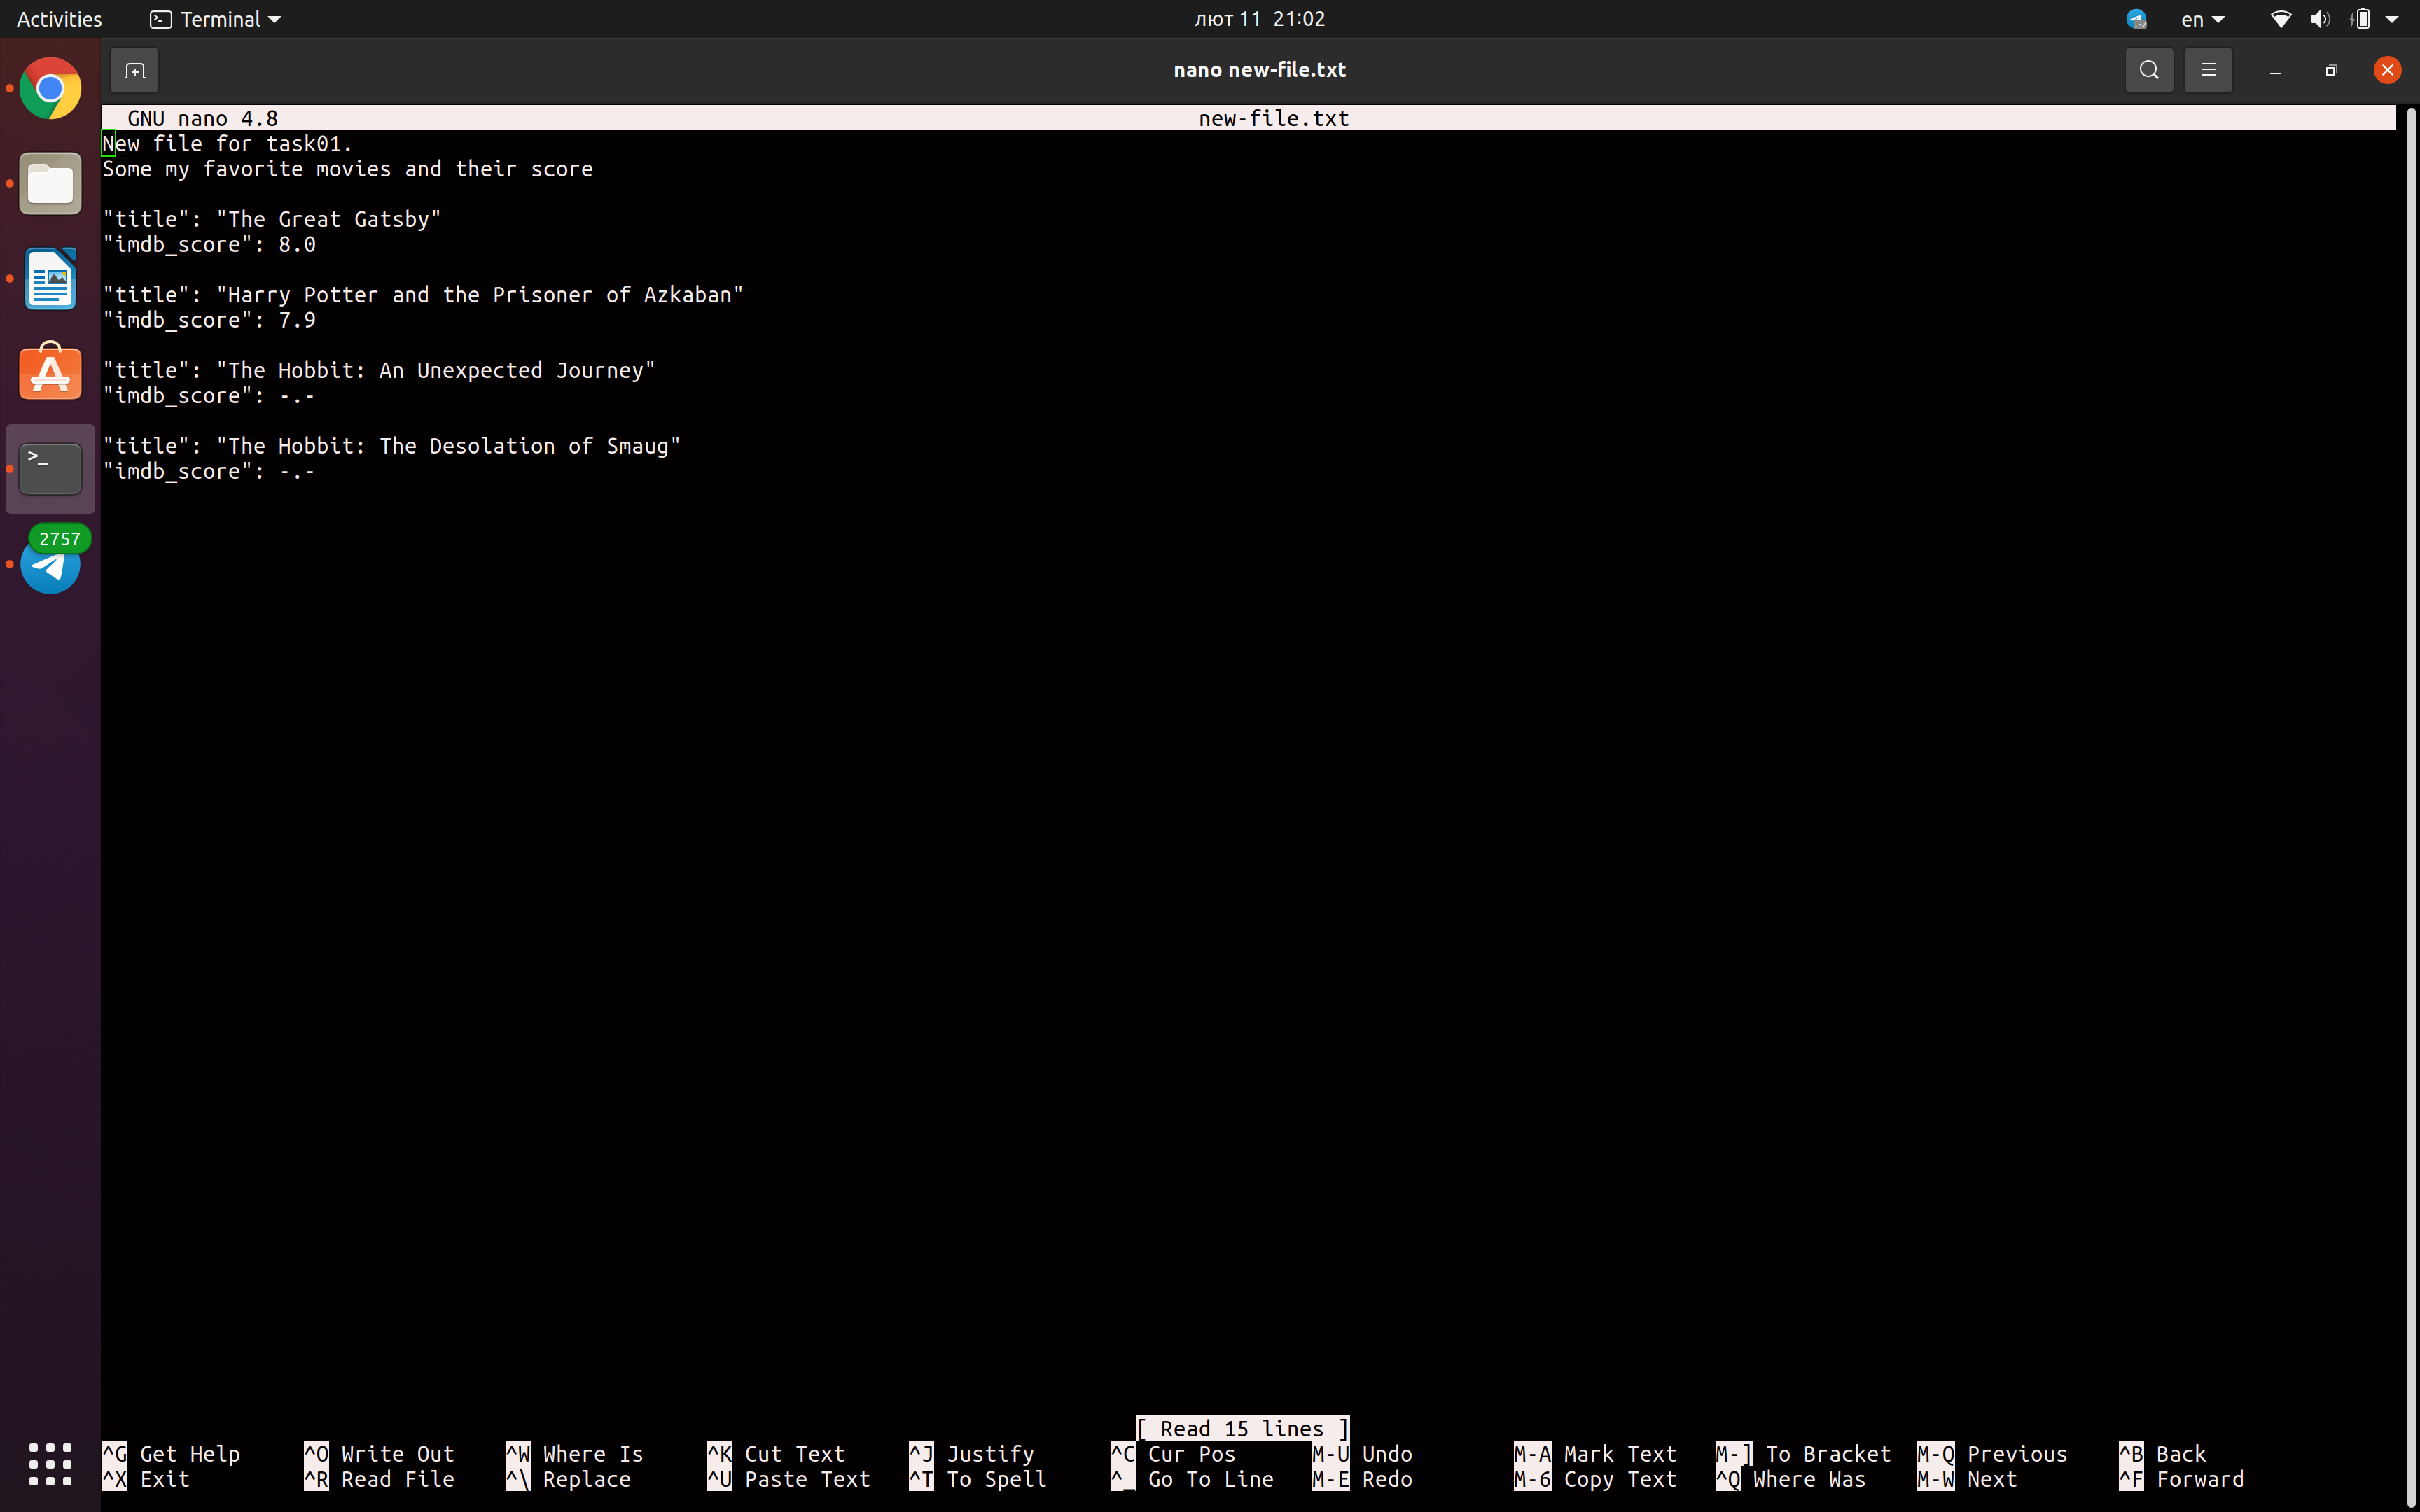 Activities Terminal лют 11 21:02 en
nano new-file.txt
GNU nano 4.8 new-file.txt
New file for task01.
Some my favorite movies and their score
"title": "The Great Gatsby"
"imdb_score": 8.0
"title": "Harry Potter and the Prisoner of Azkaban"
"imdb_score": 7.9
"title": "The Hobbit: An Unexpected Journey"
"imdb_score": -.-
"title": "The Hobbit: The Desolation of Smaug"
"imdb_score": -.-
2757
[ Read 15 lines ]
^G Get Help ^O Write Out ^W Where Is ^K Cut Text ^J Justify ^C Cur Pos M-U Undo M-A Mark Text M-] To Bracket M-Q Previous ^B Back
^X Exit ^R Read File ^\ Replace ^U Paste Text ^T To Spell ^_ Go To Line M-E Redo M-6 Copy Text ^Q Where Was M-W Next ^F Forward